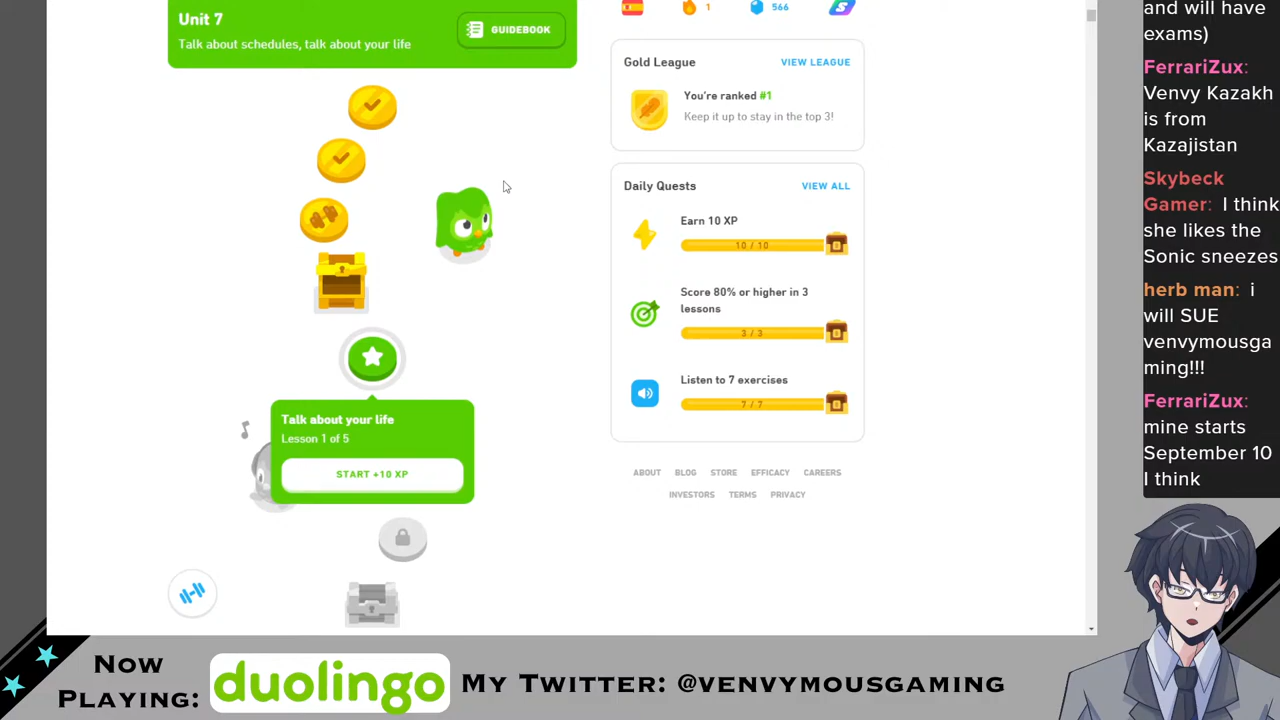 Unit 7
Talk about schedules, talk about your life
GUIDEBOOK
1
566
S
Gold League
VIEW LEAGUE
You're ranked #1
Keep it up to stay in the top 3!
Daily Quests
VIEW ALL
Earn 10 XP
10 / 10
Score 80% or higher in 3
lessons
3 / 3
Listen to 7 exercises
7 / 7
ABOUT BLOG STORE EFFICACY CAREERS
INVESTORS TERMS PRIVACY
Talk about your life
Lesson 1 of 5
START +10 XP
and will have
exams)
FerrariZux:
Venvy Kazakh
is from
Kazajistan
Skybeck
Gamer: I think
she likes the
Sonic sneezes
herb man: i
will SUE
venvymousga
ming!!!
FerrariZux:
mine starts
September 10
I think
Now
Playing:
duolingo
My Twitter: @venvymousgaming